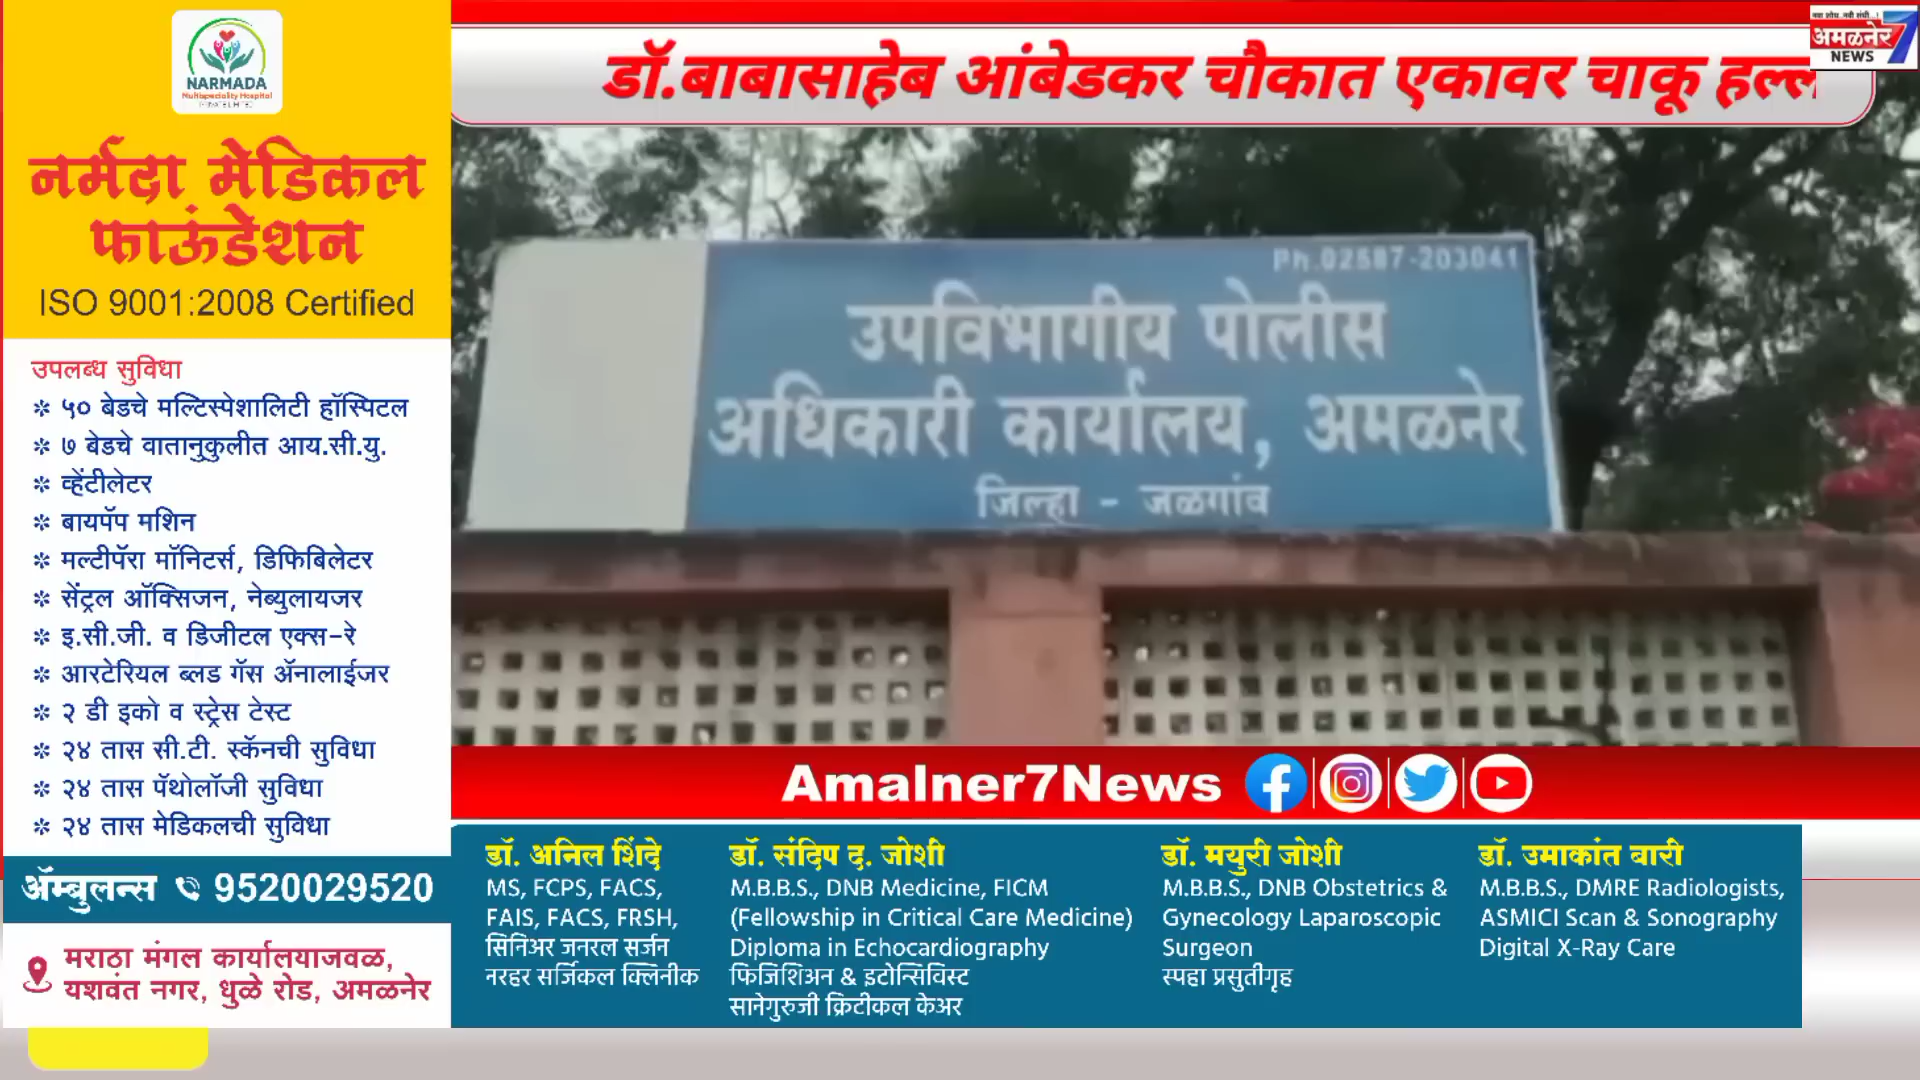 NARMADA
Multispeciality Hospital
नर्मदा मेडिकल
फाऊंडेशन
ISO 9001:2008 Certified
उपलब्ध सुविधा
❇ ५० बेडचे मल्टिस्पेशालिटी हॉस्पिटल
❇ ७ बेडचे वातानुकुलीत आय.सी.यु.
❇ व्हेंटीलेटर
❇ बायपॅप मशिन
❇ मल्टीपॅरा मॉनिटर्स, डिफिबिलेटर
❇ सेंट्रल ऑक्सिजन, नेब्युलायजर
❇ इ.सी.जी. व डिजीटल एक्स-रे
❇ आरटेरियल ब्लड गॅस ॲनालाईजर
❇ २ डी इको व स्ट्रेस टेस्ट
❇ २४ तास सी.टी. स्कॅनची सुविधा
❇ २४ तास पॅथोलॉजी सुविधा
❇ २४ तास मेडिकलची सुविधा
ॲम्बुलन्स 9520029520
मराठा मंगल कार्यालयाजवळ,
यशवंत नगर, धुळे रोड, अमळनेर
डॉ.बाबासाहेब आंबेडकर चौकात एकावर चाकू हल्ल
अमळनेर 7
NEWS
Ph.02587-203041
उपविभागीय पोलीस
अधिकारी कार्यालय, अमळनेर
जिल्हा - जळगांव
Amalner7News
डॉ. अनिल शिंदे
MS, FCPS, FACS,
FAIS, FACS, FRSH,
सिनिअर जनरल सर्जन
नरहर सर्जिकल क्लिनीक
डॉ. संदिप द. जोशी
M.B.B.S., DNB Medicine, FICM
(Fellowship in Critical Care Medicine)
Diploma in Echocardiography
फिजिशिअन & इटोन्सिविस्ट
सानेगुरुजी क्रिटीकल केअर
डॉ. मयुरी जोशी
M.B.B.S., DNB Obstetrics &
Gynecology Laparoscopic
Surgeon
स्पहा प्रसुतीगृह
डॉ. उमाकांत बारी
M.B.B.S., DMRE Radiologists,
ASMICI Scan & Sonography
Digital X-Ray Care